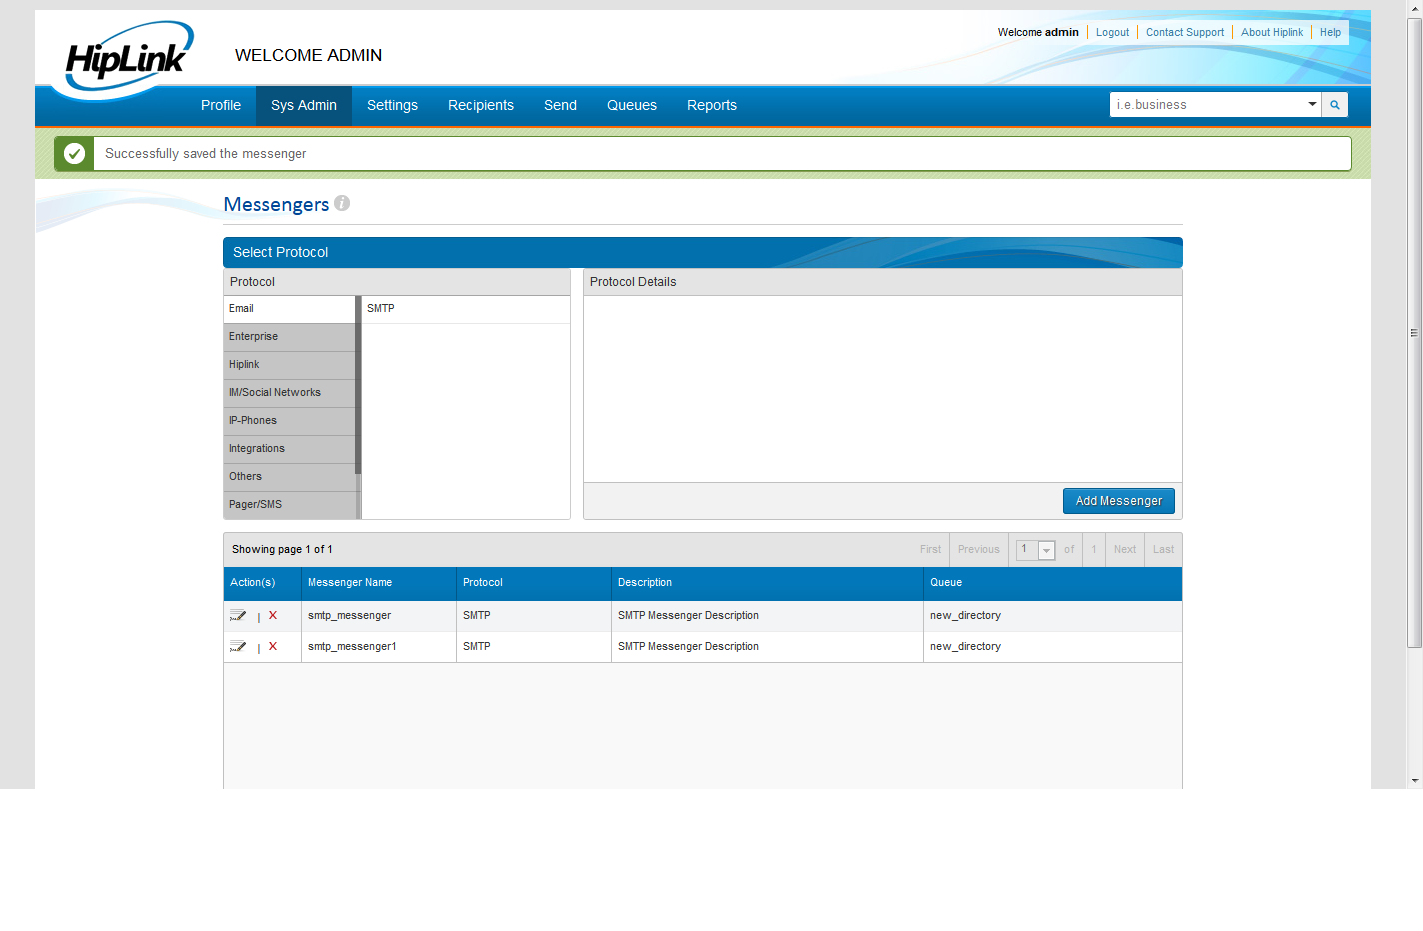 HipLink
WELCOME ADMIN
Welcome admin Logout Contact Support About Hiplink Help
Profile Sys Admin Settings Recipients Send Queues Reports
i.e.business
Successfully saved the messenger
Messengers i
Select Protocol
Protocol
Protocol Details
Email
SMTP
Enterprise
Hiplink
IM/Social Networks
IP-Phones
Integrations
Others
Pager/SMS
Add Messenger
Showing page 1 of 1
First Previous 1 of 1 Next Last
Action(s) Messenger Name Protocol Description Queue
| X smtp_messenger SMTP SMTP Messenger Description new_directory
| X smtp_messenger1 SMTP SMTP Messenger Description new_directory